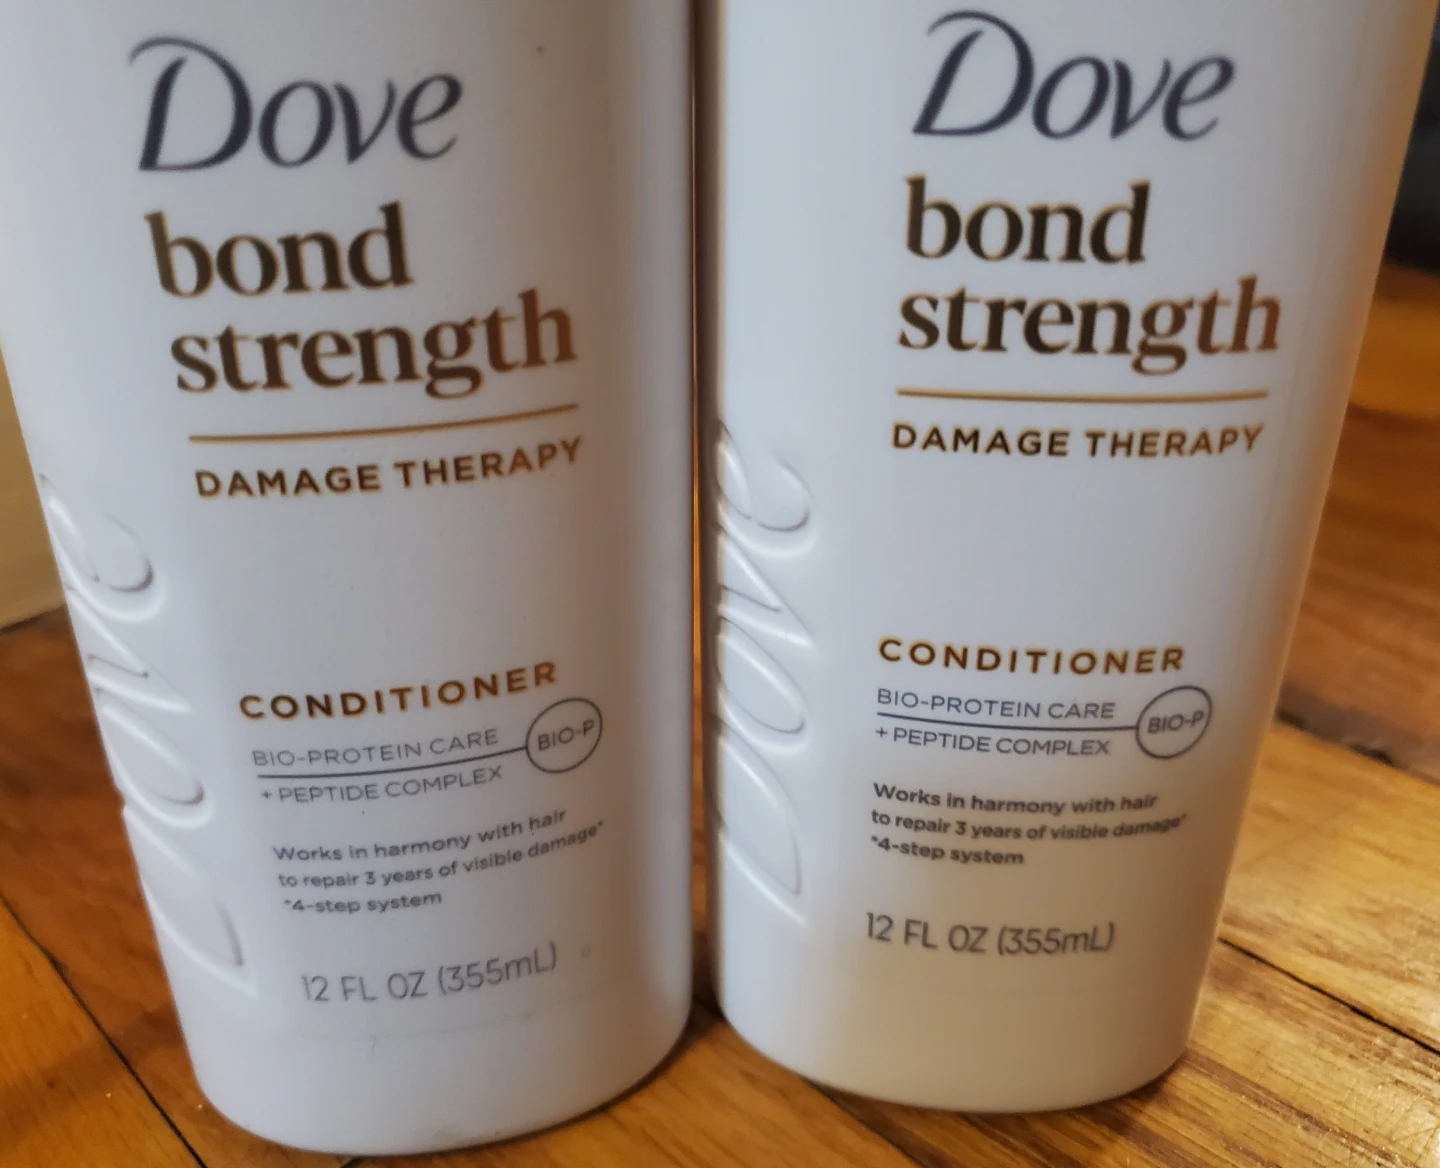 Dove
bond
strength
DAMAGE THERAPY
Dove
CONDITIONER
BIO-PROTEIN CARE
+ PEPTIDE COMPLEX
BIO-P
Works in harmony with hair
to repair 3 years of visible damage*
*4-step system
12 FL OZ (355mL)
Dove
bond
strength
DAMAGE THERAPY
Dove
CONDITIONER
BIO-PROTEIN CARE
+ PEPTIDE COMPLEX
BIO-P
Works in harmony with hair
to repair 3 years of visible damage*
*4-step system
12 FL OZ (355mL)